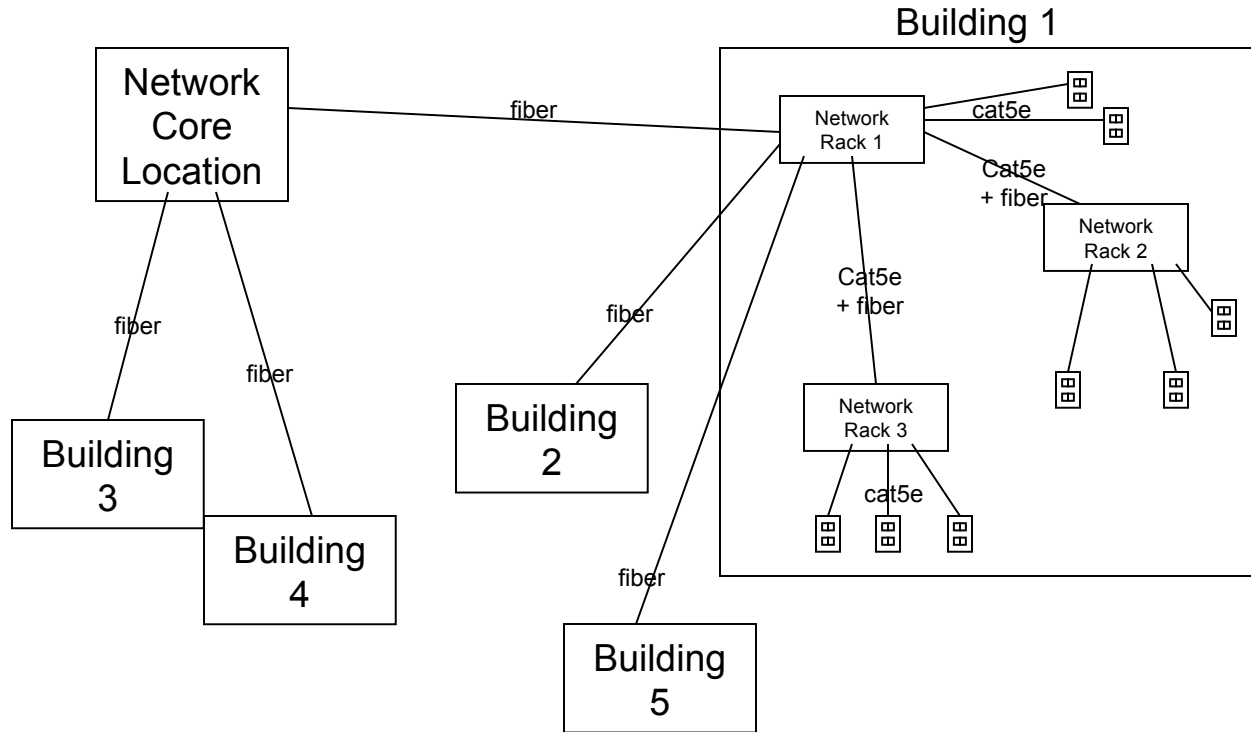 Building 1
Network
Core
Location
fiber
Network
Rack 1
cat5e
Cat5e
+ fiber
Network
Rack 2
Cat5e
+ fiber
fiber
fiber
fiber
Network
Rack 3
cat5e
Building
2
Building
3
Building
4
fiber
Building
5